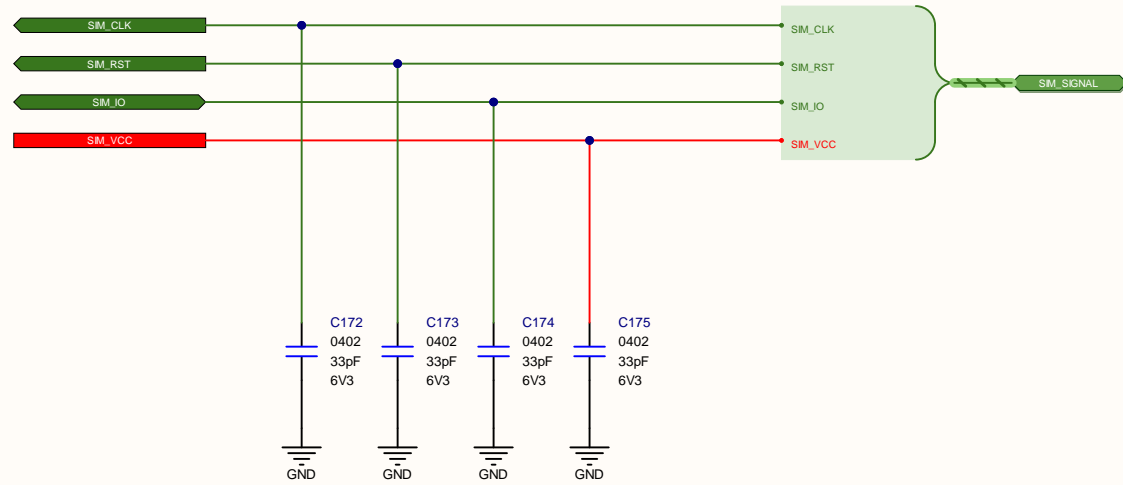 SIM_CLK
SIM_CLK
SIM_RST
SIM_RST
SIM_SIGNAL
SIM_IO
SIM_IO
SIM_VCC
SIM_VCC
C172
0402
33pF
6V3
C173
0402
33pF
6V3
C174
0402
33pF
6V3
C175
0402
33pF
6V3
GND
GND
GND
GND